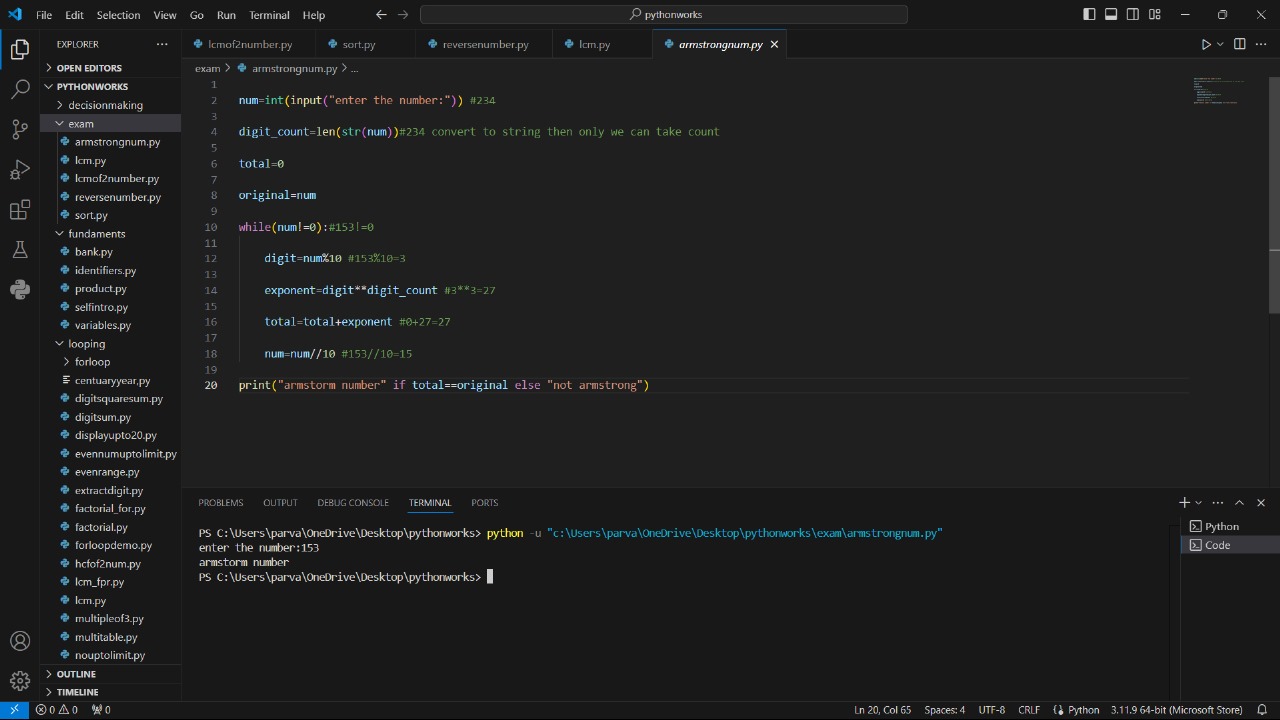 File Edit Selection View Go Run Terminal Help
pythonworks
EXPLORER
OPEN EDITORS
PYTHONWORKS
decisionmaking
exam
armstrongnum.py
lcm.py
lcmof2number.py
reversenumber.py
sort.py
fundaments
bank.py
identifiers.py
product.py
selfintro.py
variables.py
looping
forloop
centuaryyear,py
digitsquaresum.py
digitsum.py
displayupto20.py
evennumuptolimit.py
evenrange.py
extractdigit.py
factorial_for.py
factorial.py
forloopdemo.py
hcfof2num.py
lcm_fpr.py
lcm.py
multipleof3.py
multitable.py
nouptolimit.py
OUTLINE
TIMELINE
lcmof2number.py sort.py reversenumber.py lcm.py armstrongnum.py
exam > armstrongnum.py > ...
1
2 num=int(input("enter the number:")) #234
3
4 digit_count=len(str(num))#234 convert to string then only we can take count
5
6 total=0
7
8 original=num
9
10 while(num!=0):#153!=0
11
12 digit=num%10 #153%10=3
13
14 exponent=digit**digit_count #3**3=27
15
16 total=total+exponent #0+27=27
17
18 num=num//10 #153//10=15
19
20 print("armstorm number" if total==original else "not armstrong")
PROBLEMS OUTPUT DEBUG CONSOLE TERMINAL PORTS
PS C:\Users\parva\OneDrive\Desktop\pythonworks> python -u "c:\Users\parva\OneDrive\Desktop\pythonworks\exam\armstrongnum.py"
enter the number:153
armstorm number
PS C:\Users\parva\OneDrive\Desktop\pythonworks>
Python
Code
0 0 0
Ln 20, Col 65 Spaces: 4 UTF-8 CRLF Python 3.11.9 64-bit (Microsoft Store)